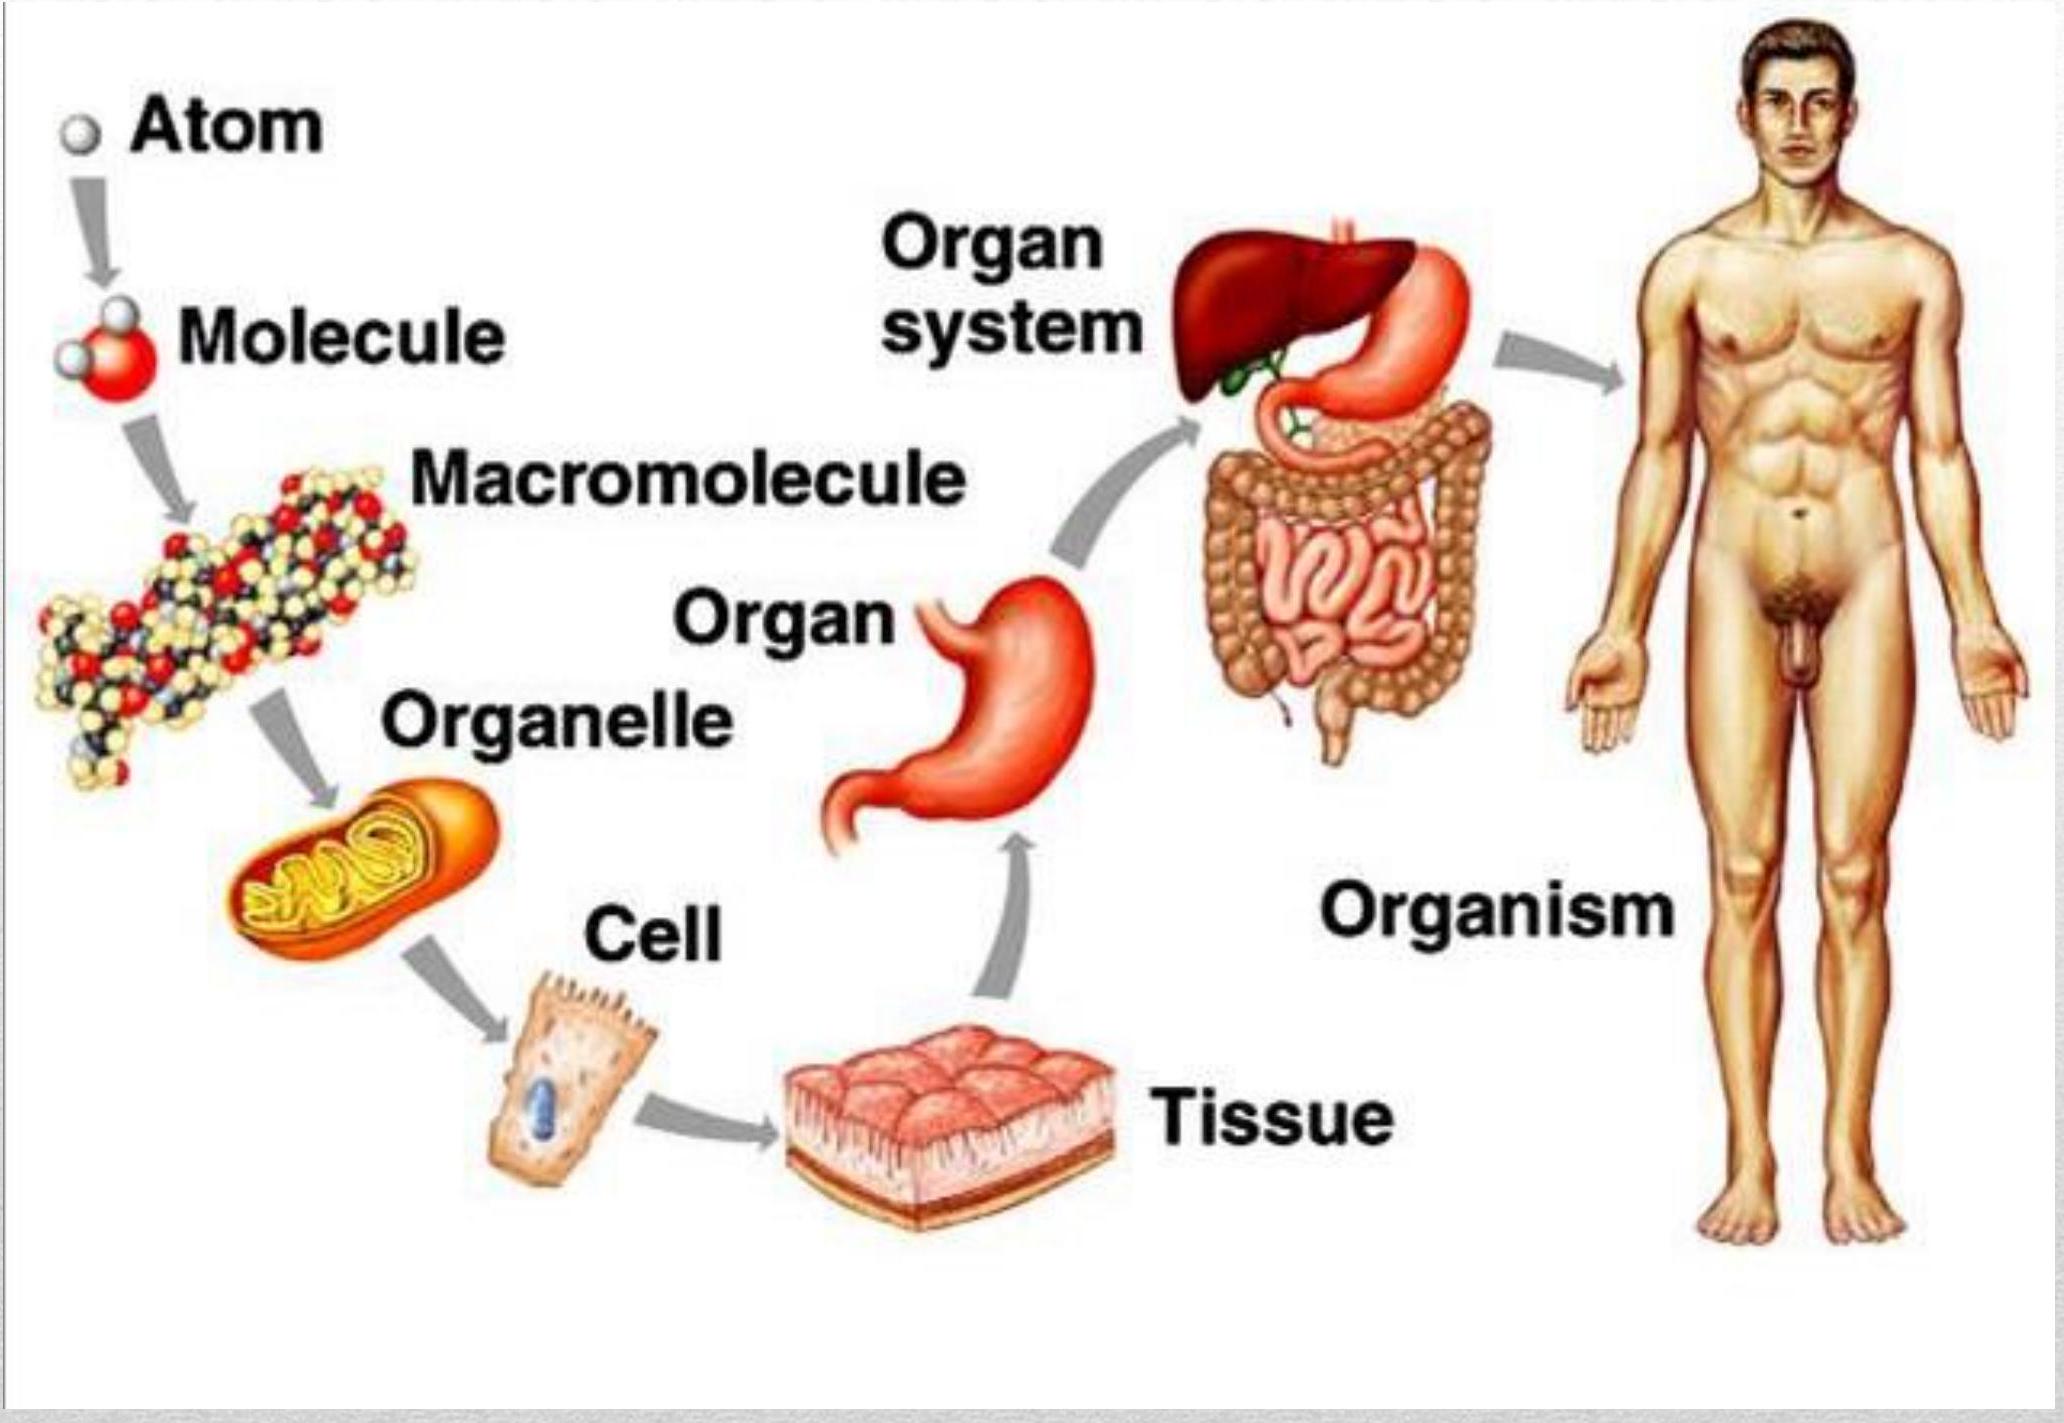 Atom
Molecule
Macromolecule
Organelle
Cell
Tissue
Organ
Organ
system
Organism